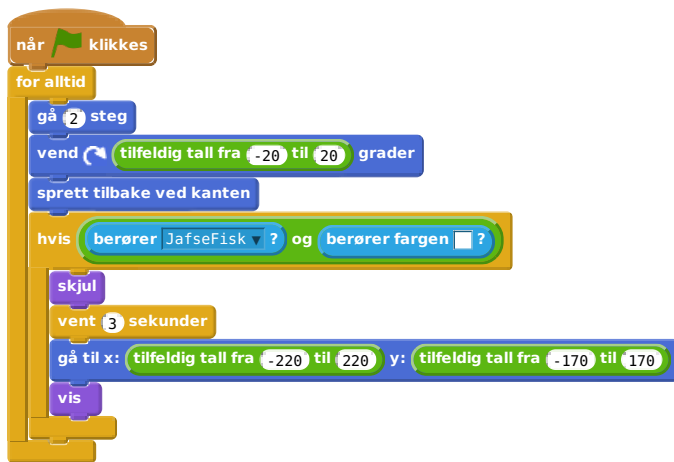 når klikkes
for alltid
gå 2 steg
vend tilfeldig tall fra -20 til 20 grader
sprett tilbake ved kanten
hvis berører JafseFisk ? og berører fargen ?
skjul
vent 3 sekunder
gå til x: tilfeldig tall fra -220 til 220 y: tilfeldig tall fra -170 til 170
vis